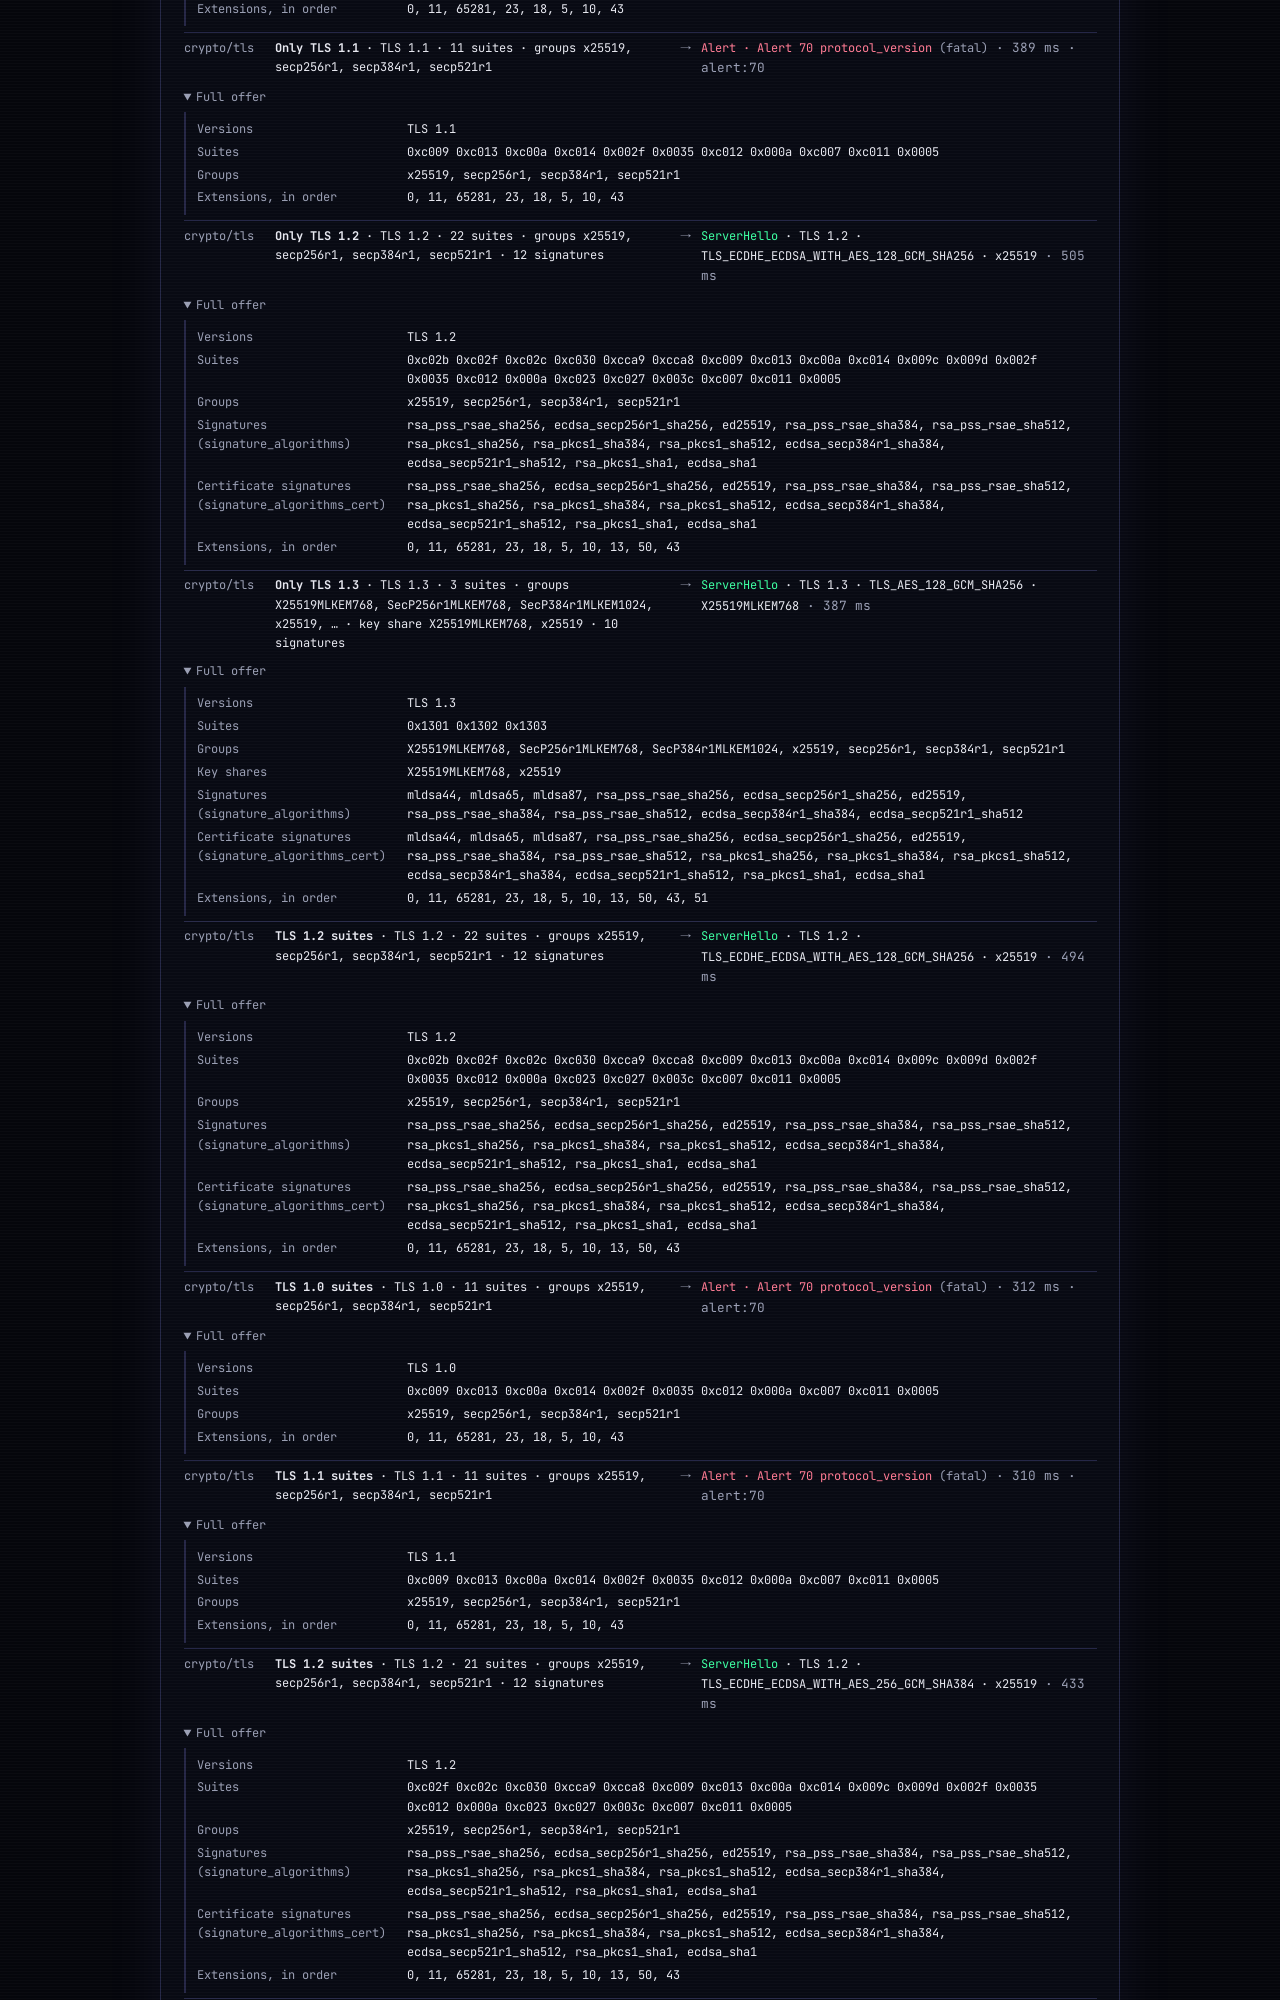 Extensions, in order 0, 11, 65281, 23, 18, 5, 10, 43
crypto/tls Only TLS 1.1 · TLS 1.1 · 11 suites · groups x25519, → Alert · Alert 70 protocol_version (fatal) · 389 ms ·
secp256r1, secp384r1, secp521r1 alert:70
▼ Full offer
Versions TLS 1.1
Suites 0xc009 0xc013 0xc00a 0xc014 0x002f 0x0035 0xc012 0x000a 0xc007 0xc011 0x0005
Groups x25519, secp256r1, secp384r1, secp521r1
Extensions, in order 0, 11, 65281, 23, 18, 5, 10, 43
crypto/tls Only TLS 1.2 · TLS 1.2 · 22 suites · groups x25519, → ServerHello · TLS 1.2 ·
secp256r1, secp384r1, secp521r1 · 12 signatures TLS_ECDHE_ECDSA_WITH_AES_128_GCM_SHA256 · x25519 · 505
ms
▼ Full offer
Versions TLS 1.2
Suites 0xc02b 0xc02f 0xc02c 0xc030 0xcca9 0xcca8 0xc009 0xc013 0xc00a 0xc014 0x009c 0x009d 0x002f
0x0035 0xc012 0x000a 0xc023 0xc027 0x003c 0xc007 0xc011 0x0005
Groups x25519, secp256r1, secp384r1, secp521r1
Signatures rsa_pss_rsae_sha256, ecdsa_secp256r1_sha256, ed25519, rsa_pss_rsae_sha384, rsa_pss_rsae_sha512,
(signature_algorithms) rsa_pkcs1_sha256, rsa_pkcs1_sha384, rsa_pkcs1_sha512, ecdsa_secp384r1_sha384,
ecdsa_secp521r1_sha512, rsa_pkcs1_sha1, ecdsa_sha1
Certificate signatures rsa_pss_rsae_sha256, ecdsa_secp256r1_sha256, ed25519, rsa_pss_rsae_sha384, rsa_pss_rsae_sha512,
(signature_algorithms_cert) rsa_pkcs1_sha256, rsa_pkcs1_sha384, rsa_pkcs1_sha512, ecdsa_secp384r1_sha384,
ecdsa_secp521r1_sha512, rsa_pkcs1_sha1, ecdsa_sha1
Extensions, in order 0, 11, 65281, 23, 18, 5, 10, 13, 50, 43
crypto/tls Only TLS 1.3 · TLS 1.3 · 3 suites · groups → ServerHello · TLS 1.3 · TLS_AES_128_GCM_SHA256 ·
X25519MLKEM768, SecP256r1MLKEM768, SecP384r1MLKEM1024, X25519MLKEM768 · 387 ms
x25519, … · key share X25519MLKEM768, x25519 · 10
signatures
▼ Full offer
Versions TLS 1.3
Suites 0x1301 0x1302 0x1303
Groups X25519MLKEM768, SecP256r1MLKEM768, SecP384r1MLKEM1024, x25519, secp256r1, secp384r1, secp521r1
Key shares X25519MLKEM768, x25519
Signatures mldsa44, mldsa65, mldsa87, rsa_pss_rsae_sha256, ecdsa_secp256r1_sha256, ed25519,
(signature_algorithms) rsa_pss_rsae_sha384, rsa_pss_rsae_sha512, ecdsa_secp384r1_sha384, ecdsa_secp521r1_sha512
Certificate signatures mldsa44, mldsa65, mldsa87, rsa_pss_rsae_sha256, ecdsa_secp256r1_sha256, ed25519,
(signature_algorithms_cert) rsa_pss_rsae_sha384, rsa_pss_rsae_sha512, rsa_pkcs1_sha256, rsa_pkcs1_sha384, rsa_pkcs1_sha512,
ecdsa_secp384r1_sha384, ecdsa_secp521r1_sha512, rsa_pkcs1_sha1, ecdsa_sha1
Extensions, in order 0, 11, 65281, 23, 18, 5, 10, 13, 50, 43, 51
crypto/tls TLS 1.2 suites · TLS 1.2 · 22 suites · groups x25519, → ServerHello · TLS 1.2 ·
secp256r1, secp384r1, secp521r1 · 12 signatures TLS_ECDHE_ECDSA_WITH_AES_128_GCM_SHA256 · x25519 · 494
ms
▼ Full offer
Versions TLS 1.2
Suites 0xc02b 0xc02f 0xc02c 0xc030 0xcca9 0xcca8 0xc009 0xc013 0xc00a 0xc014 0x009c 0x009d 0x002f
0x0035 0xc012 0x000a 0xc023 0xc027 0x003c 0xc007 0xc011 0x0005
Groups x25519, secp256r1, secp384r1, secp521r1
Signatures rsa_pss_rsae_sha256, ecdsa_secp256r1_sha256, ed25519, rsa_pss_rsae_sha384, rsa_pss_rsae_sha512,
(signature_algorithms) rsa_pkcs1_sha256, rsa_pkcs1_sha384, rsa_pkcs1_sha512, ecdsa_secp384r1_sha384,
ecdsa_secp521r1_sha512, rsa_pkcs1_sha1, ecdsa_sha1
Certificate signatures rsa_pss_rsae_sha256, ecdsa_secp256r1_sha256, ed25519, rsa_pss_rsae_sha384, rsa_pss_rsae_sha512,
(signature_algorithms_cert) rsa_pkcs1_sha256, rsa_pkcs1_sha384, rsa_pkcs1_sha512, ecdsa_secp384r1_sha384,
ecdsa_secp521r1_sha512, rsa_pkcs1_sha1, ecdsa_sha1
Extensions, in order 0, 11, 65281, 23, 18, 5, 10, 13, 50, 43
crypto/tls TLS 1.0 suites · TLS 1.0 · 11 suites · groups x25519, → Alert · Alert 70 protocol_version (fatal) · 312 ms ·
secp256r1, secp384r1, secp521r1 alert:70
▼ Full offer
Versions TLS 1.0
Suites 0xc009 0xc013 0xc00a 0xc014 0x002f 0x0035 0xc012 0x000a 0xc007 0xc011 0x0005
Groups x25519, secp256r1, secp384r1, secp521r1
Extensions, in order 0, 11, 65281, 23, 18, 5, 10, 43
crypto/tls TLS 1.1 suites · TLS 1.1 · 11 suites · groups x25519, → Alert · Alert 70 protocol_version (fatal) · 310 ms ·
secp256r1, secp384r1, secp521r1 alert:70
▼ Full offer
Versions TLS 1.1
Suites 0xc009 0xc013 0xc00a 0xc014 0x002f 0x0035 0xc012 0x000a 0xc007 0xc011 0x0005
Groups x25519, secp256r1, secp384r1, secp521r1
Extensions, in order 0, 11, 65281, 23, 18, 5, 10, 43
crypto/tls TLS 1.2 suites · TLS 1.2 · 21 suites · groups x25519, → ServerHello · TLS 1.2 ·
secp256r1, secp384r1, secp521r1 · 12 signatures TLS_ECDHE_ECDSA_WITH_AES_256_GCM_SHA384 · x25519 · 433
ms
▼ Full offer
Versions TLS 1.2
Suites 0xc02f 0xc02c 0xc030 0xcca9 0xcca8 0xc009 0xc013 0xc00a 0xc014 0x009c 0x009d 0x002f 0x0035
0xc012 0x000a 0xc023 0xc027 0x003c 0xc007 0xc011 0x0005
Groups x25519, secp256r1, secp384r1, secp521r1
Signatures rsa_pss_rsae_sha256, ecdsa_secp256r1_sha256, ed25519, rsa_pss_rsae_sha384, rsa_pss_rsae_sha512,
(signature_algorithms) rsa_pkcs1_sha256, rsa_pkcs1_sha384, rsa_pkcs1_sha512, ecdsa_secp384r1_sha384,
ecdsa_secp521r1_sha512, rsa_pkcs1_sha1, ecdsa_sha1
Certificate signatures rsa_pss_rsae_sha256, ecdsa_secp256r1_sha256, ed25519, rsa_pss_rsae_sha384, rsa_pss_rsae_sha512,
(signature_algorithms_cert) rsa_pkcs1_sha256, rsa_pkcs1_sha384, rsa_pkcs1_sha512, ecdsa_secp384r1_sha384,
ecdsa_secp521r1_sha512, rsa_pkcs1_sha1, ecdsa_sha1
Extensions, in order 0, 11, 65281, 23, 18, 5, 10, 13, 50, 43